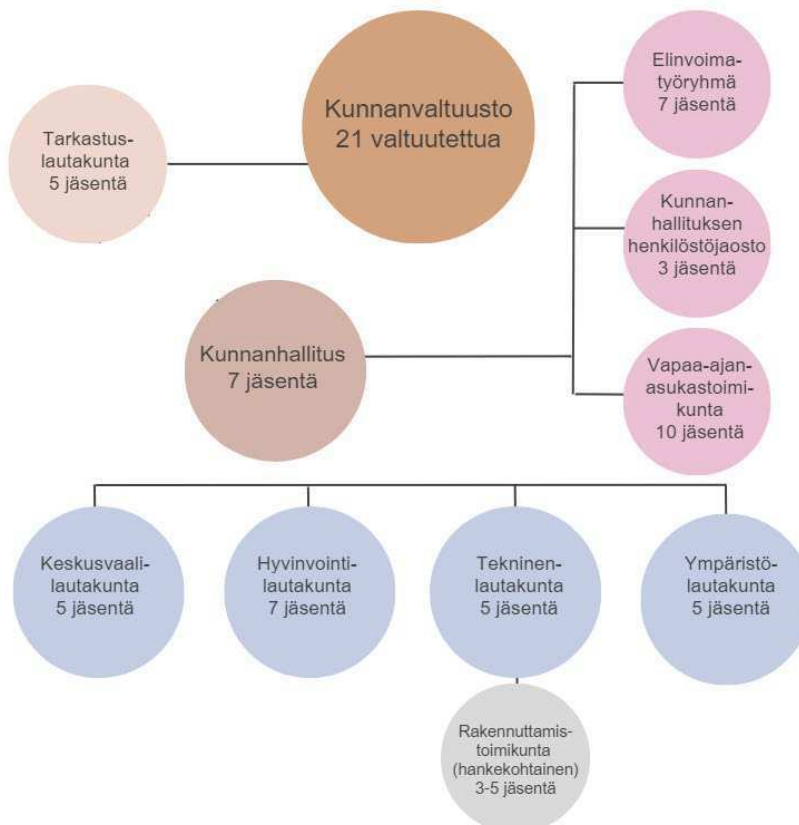 Kunnanvaltuusto
21 valtuutettua
Tarkastus-
lautakunta
5 jäsentä
Elinvoima-
työryhmä
7 jäsentä
Kunnan-
hallituksen
henkilöstöjaosto
3 jäsentä
Kunnanhallitus
7 jäsentä
Vapaa-ajan-
asukastoimi-
kunta
10 jäsentä
Keskusvaali-
lautakunta
5 jäsentä
Hyvinvointi-
lautakunta
7 jäsentä
Tekninen-
lautakunta
5 jäsentä
Ympäristö-
lautakunta
5 jäsentä
Rakennuttamis-
toimikunta
(hankekohtainen)
3-5 jäsentä